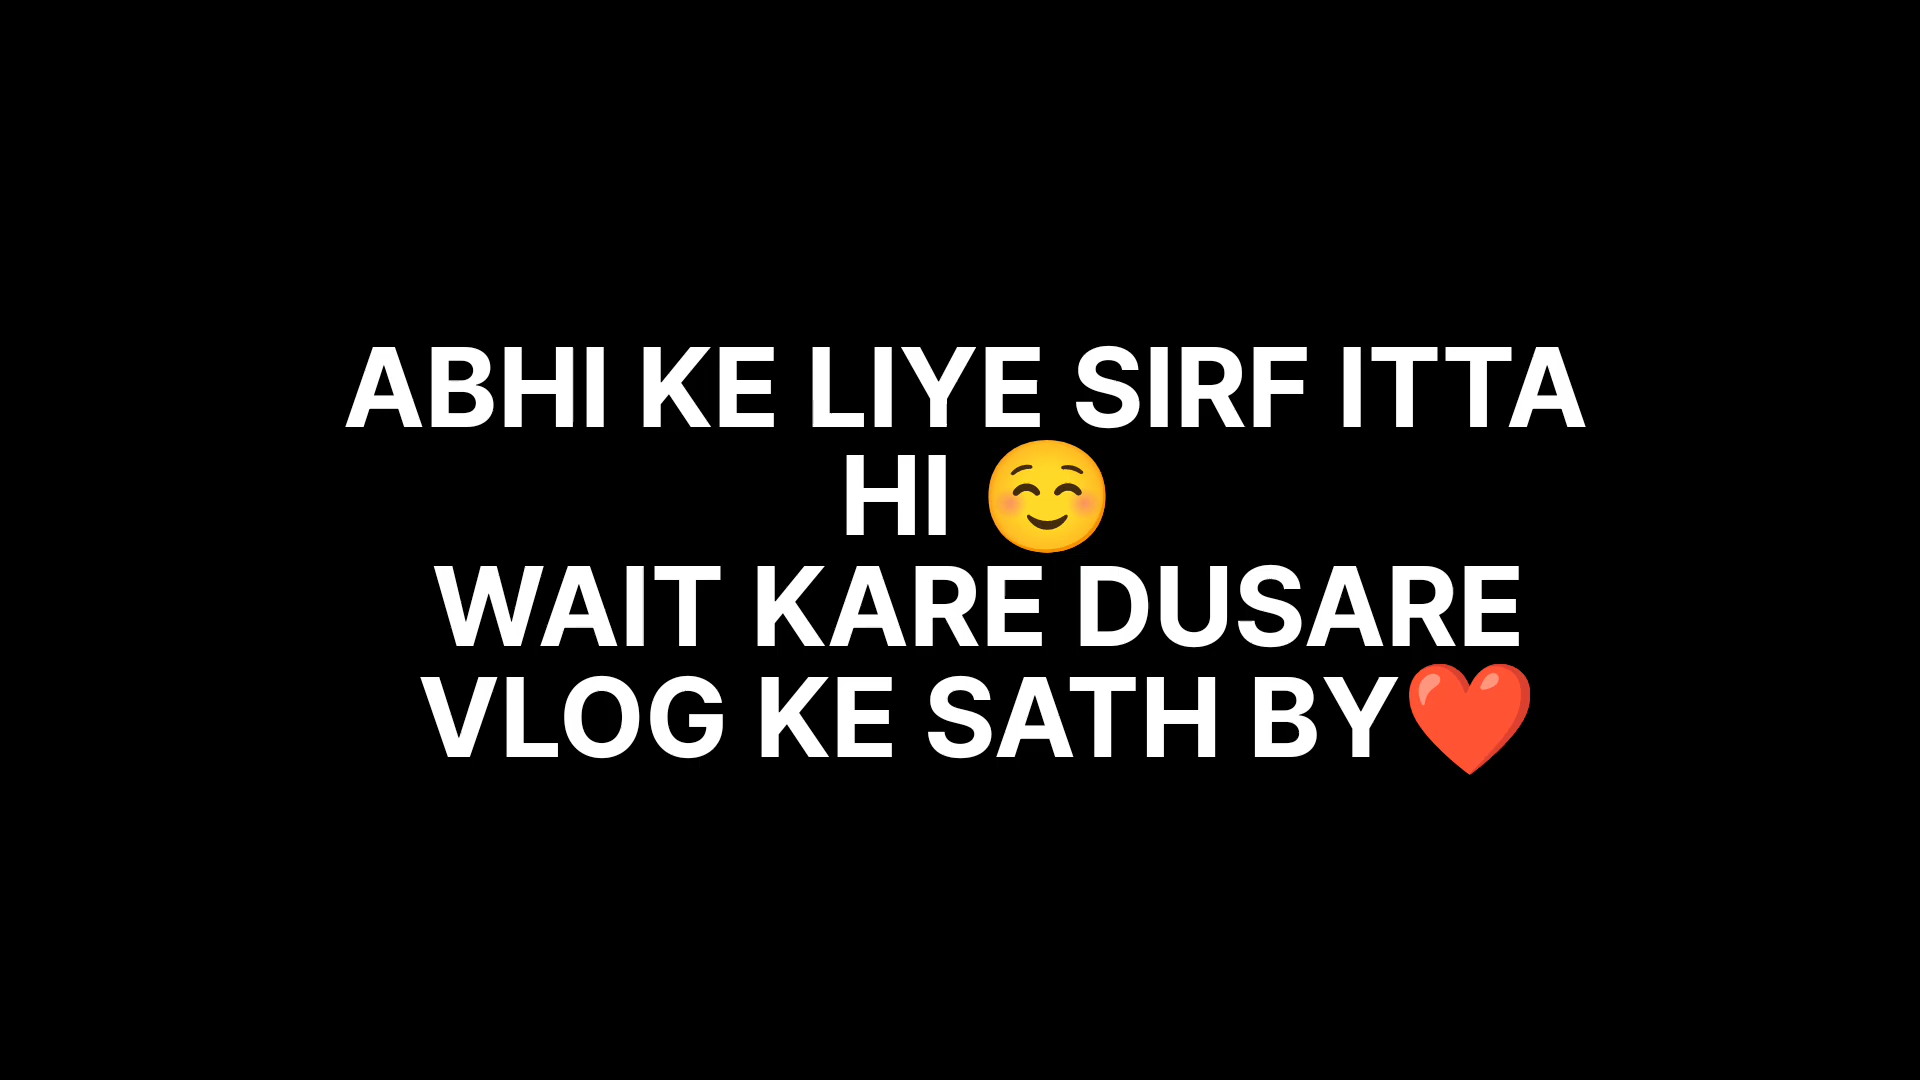 ABHI KE LIYE SIRF ITTA
HI ☺️
WAIT KARE DUSARE
VLOG KE SATH BY❤️